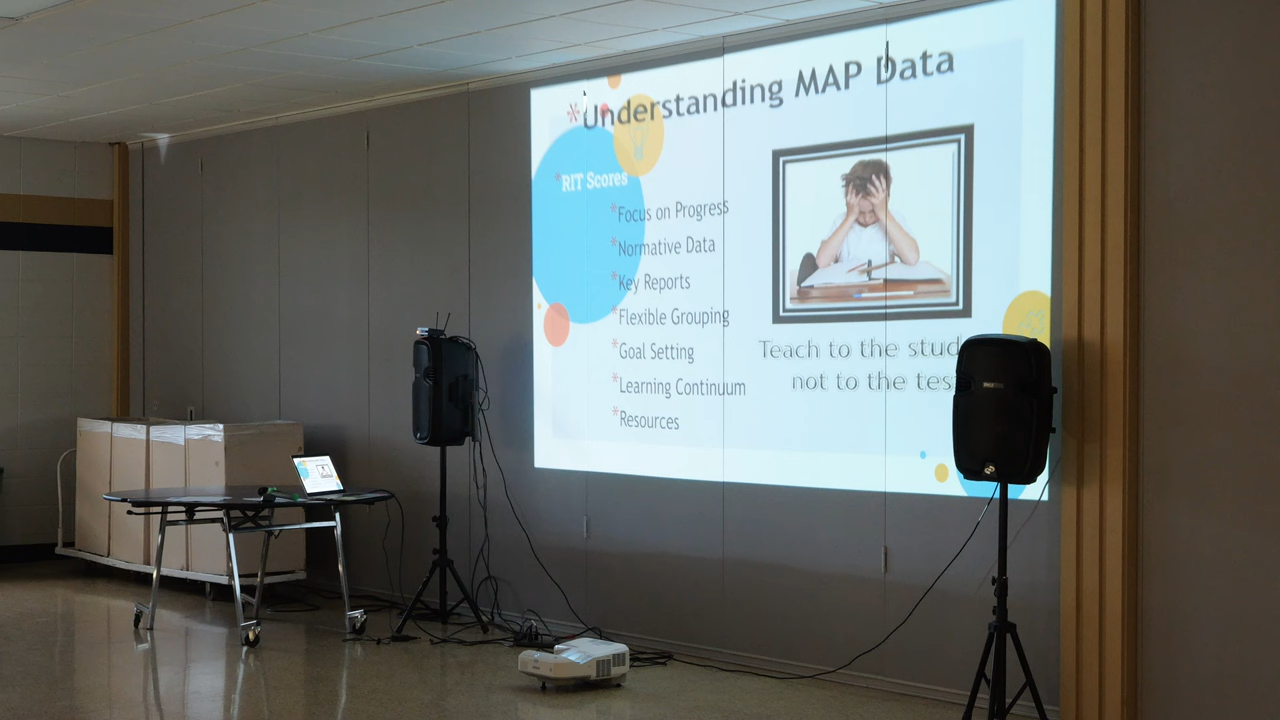 *Understanding MAP Data
*RIT Scores
*Focus on Progress
*Normative Data
*Key Reports
*Flexible Grouping
*Goal Setting
*Learning Continuum
*Resources
Teach to the stud
not to the tes